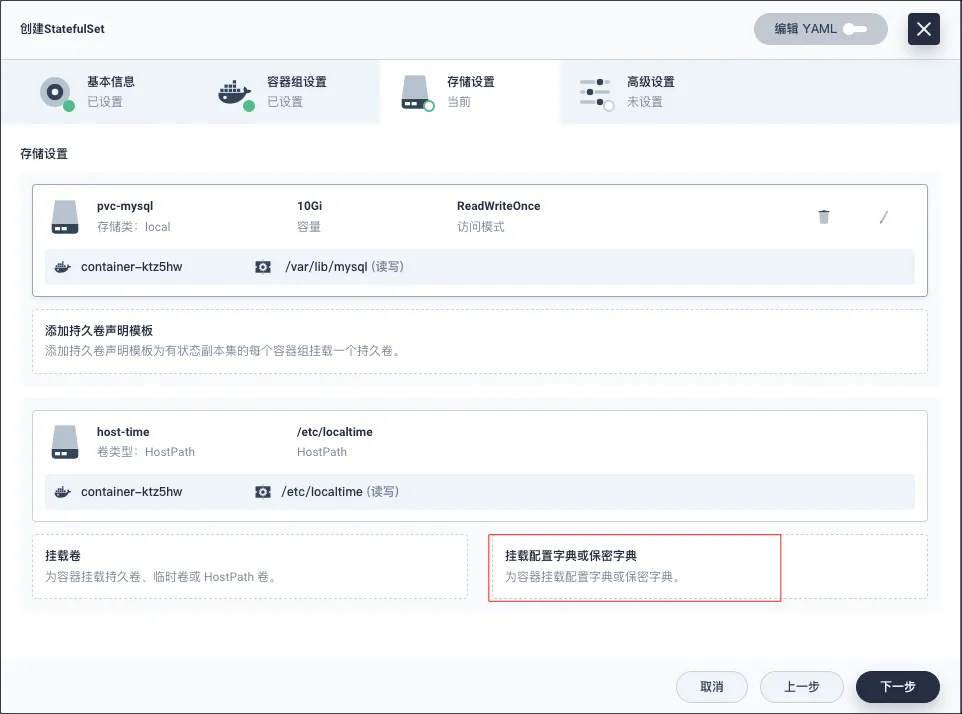 创建StatefulSet
编辑 YAML
基本信息
已设置
容器组设置
已设置
存储设置
当前
高级设置
未设置
存储设置
pvc-mysql
存储类：local
10Gi
容量
ReadWriteOnce
访问模式
container-ktz5hw
/var/lib/mysql (读写)
添加持久卷声明模板
添加持久卷声明模板为有状态副本集的每个容器组挂载一个持久卷。
host-time
卷类型：HostPath
/etc/localtime
HostPath
container-ktz5hw
/etc/localtime (读写)
挂载卷
为容器挂载持久卷、临时卷或 HostPath 卷。
挂载配置字典或保密字典
为容器挂载配置字典或保密字典。
取消
上一步
下一步